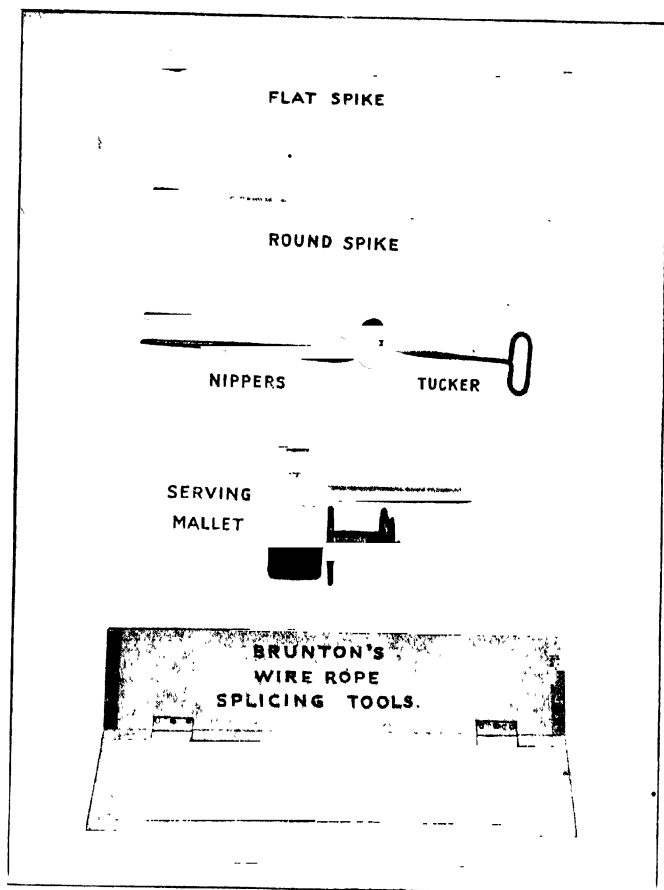 FLAT SPIKE
ROUND SPIKE
NIPPERS
TUCKER
SERVING
MALLET
BRUNTON'S
WIRE ROPE
SPLICING TOOLS.